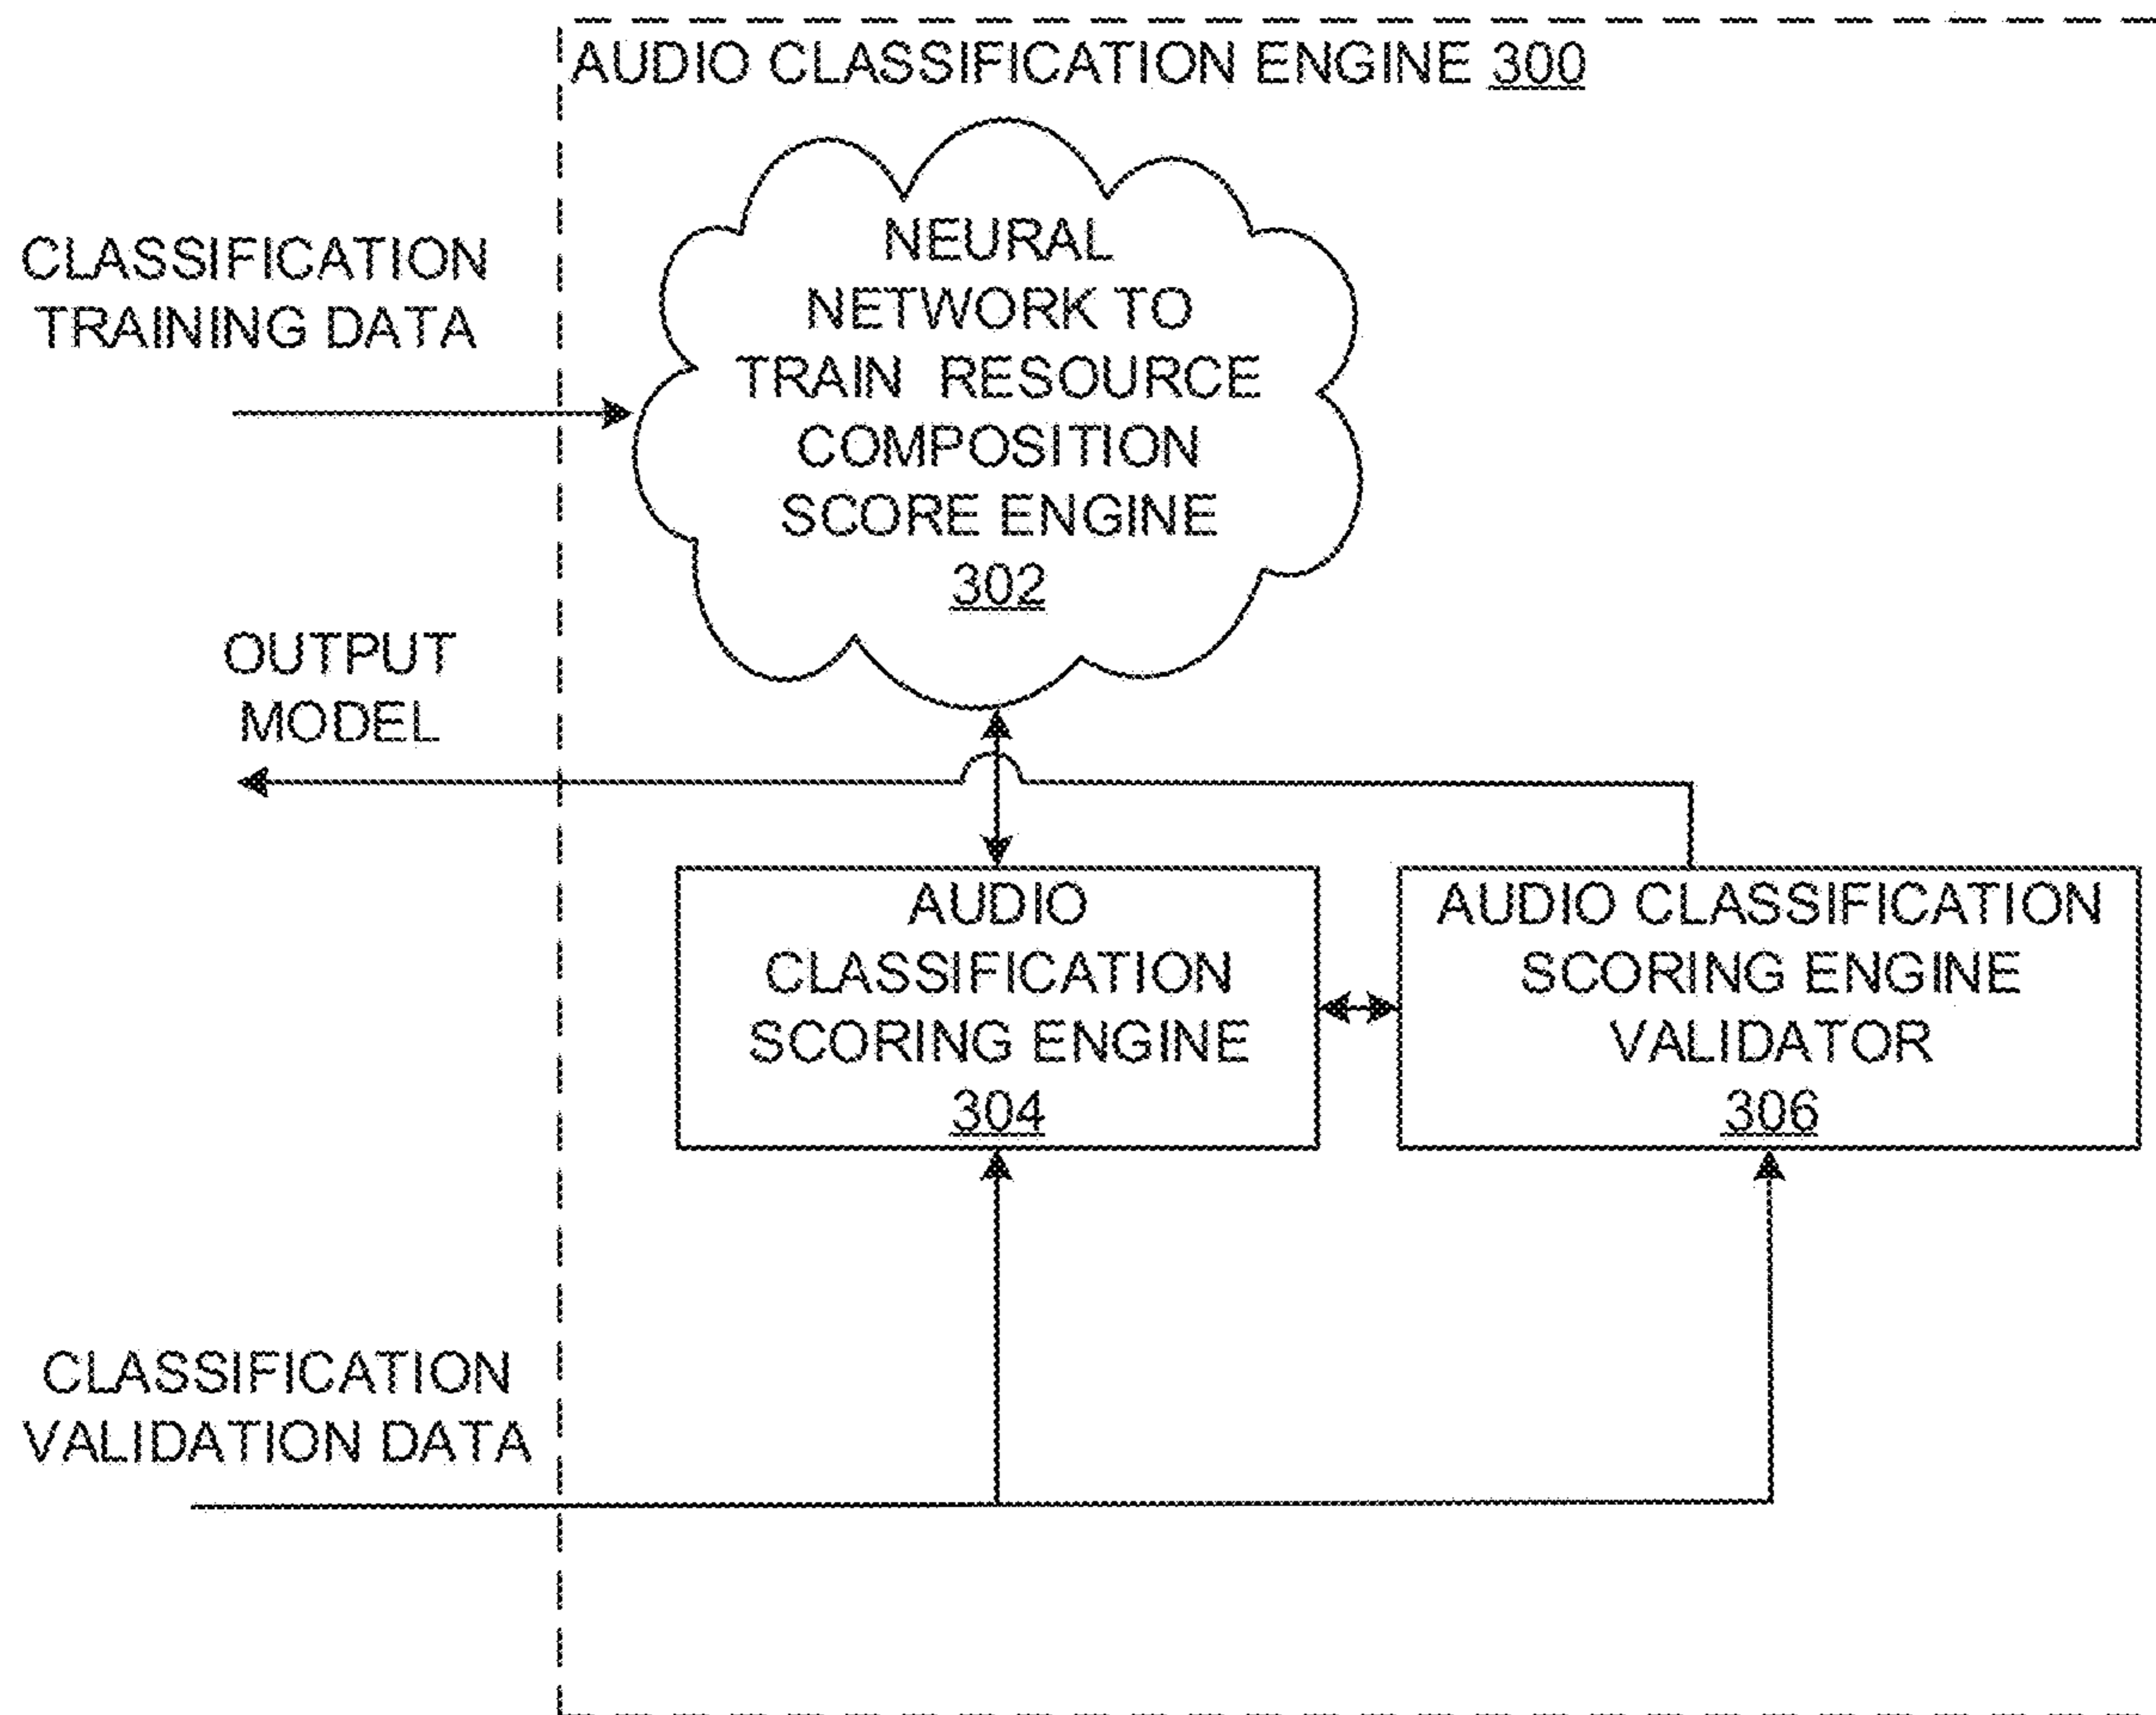 AUDIO CLASSIFICATION ENGINE 300
CLASSIFICATION
TRAINING DATA
NEURAL
NETWORK TO
TRAIN RESOURCE
COMPOSITION
SCORE ENGINE
302
OUTPUT
MODEL
AUDIO
CLASSIFICATION
SCORING ENGINE
304
AUDIO CLASSIFICATION
SCORING ENGINE
VALIDATOR
306
CLASSIFICATION
VALIDATION DATA